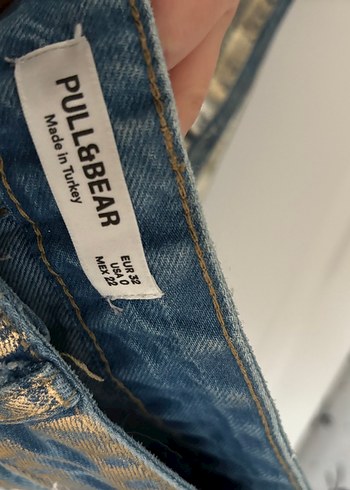 PULL&BEAR
Made in Turkey
EUR 32
USA 0
MEX 22